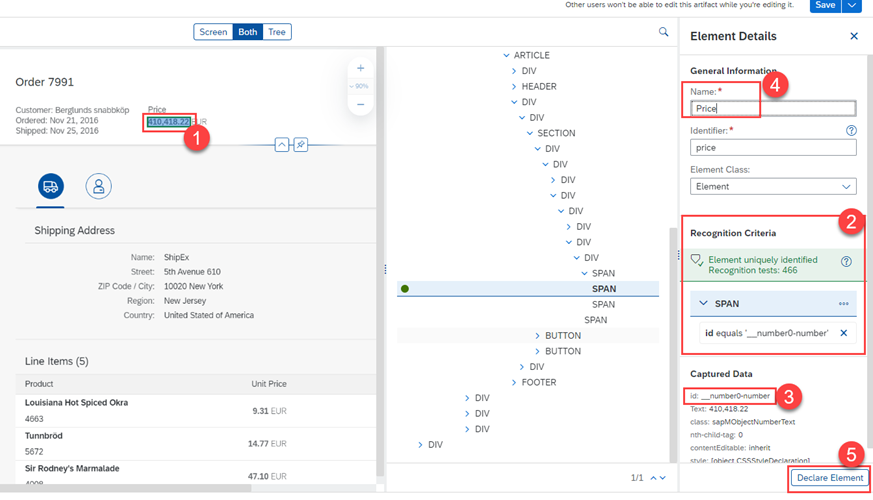 Other users won't be able to edit this artifact while you're editing it.
Save
Screen Both Tree
Order 7991
Customer: Berglunds snabbköp
Ordered: Nov 21, 2016
Shipped: Nov 25, 2016
Price
410,418.22 EUR
1
90%
Shipping Address
Name: ShipEx
Street: 5th Avenue 610
ZIP Code / City: 10020 New York
Region: New Jersey
Country: United Stated of America
Line Items (5)
Product Unit Price
Louisiana Hot Spiced Okra
4663
9.31 EUR
Tunnbröd
5672
14.77 EUR
Sir Rodney's Marmalade
47.10 EUR
ARTICLE
DIV
HEADER
DIV
DIV
SECTION
DIV
DIV
DIV
DIV
DIV
DIV
DIV
DIV
SPAN
SPAN
SPAN
SPAN
BUTTON
BUTTON
DIV
FOOTER
DIV
DIV
DIV
DIV
1/1
Element Details
General Information
4
Name: *
Price
Identifier: *
price
Element Class:
Element
2
Recognition Criteria
Element uniquely identified
Recognition tests: 466
SPAN
id equals '__number0-number'
Captured Data
id: __number0-number
3
Text: 410,418.22
class: sapMObjectNumberText
nth-child-tag: 0
contentEditable: inherit
style: [object CSSStyleDeclaration]
5
Declare Element